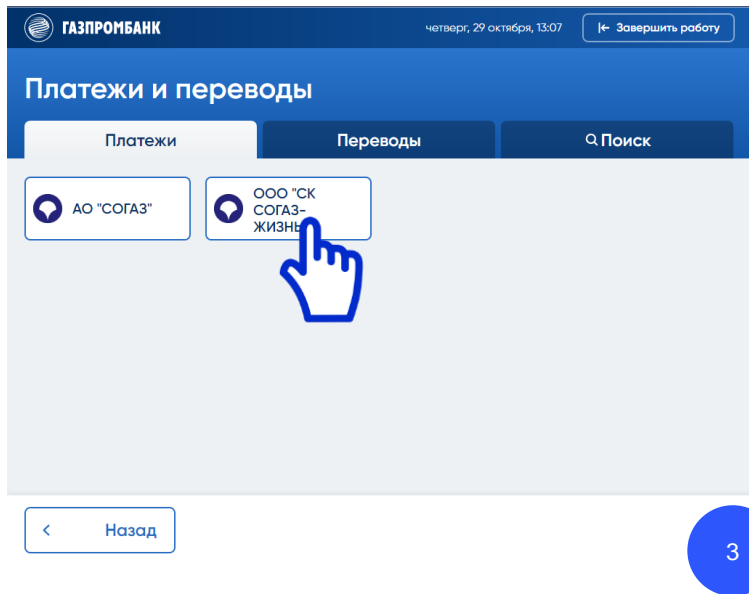 ГАЗПРОМБАНК
четверг, 29 октября, 13:07
Завершить работу
Платежи и переводы
Платежи
Переводы
Поиск
АО "СОГАЗ"
ООО "СК
СОГАЗ-
ЖИЗНЬ
Назад
3